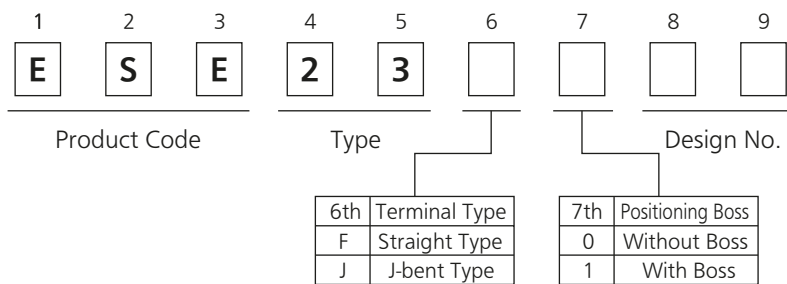 1 2 3 4 5 6 7 8 9
E S E 2 3
Product Code Type Design No.
6th Terminal Type 7th Positioning Boss
F Straight Type 0 Without Boss
J J-bent Type 1 With Boss